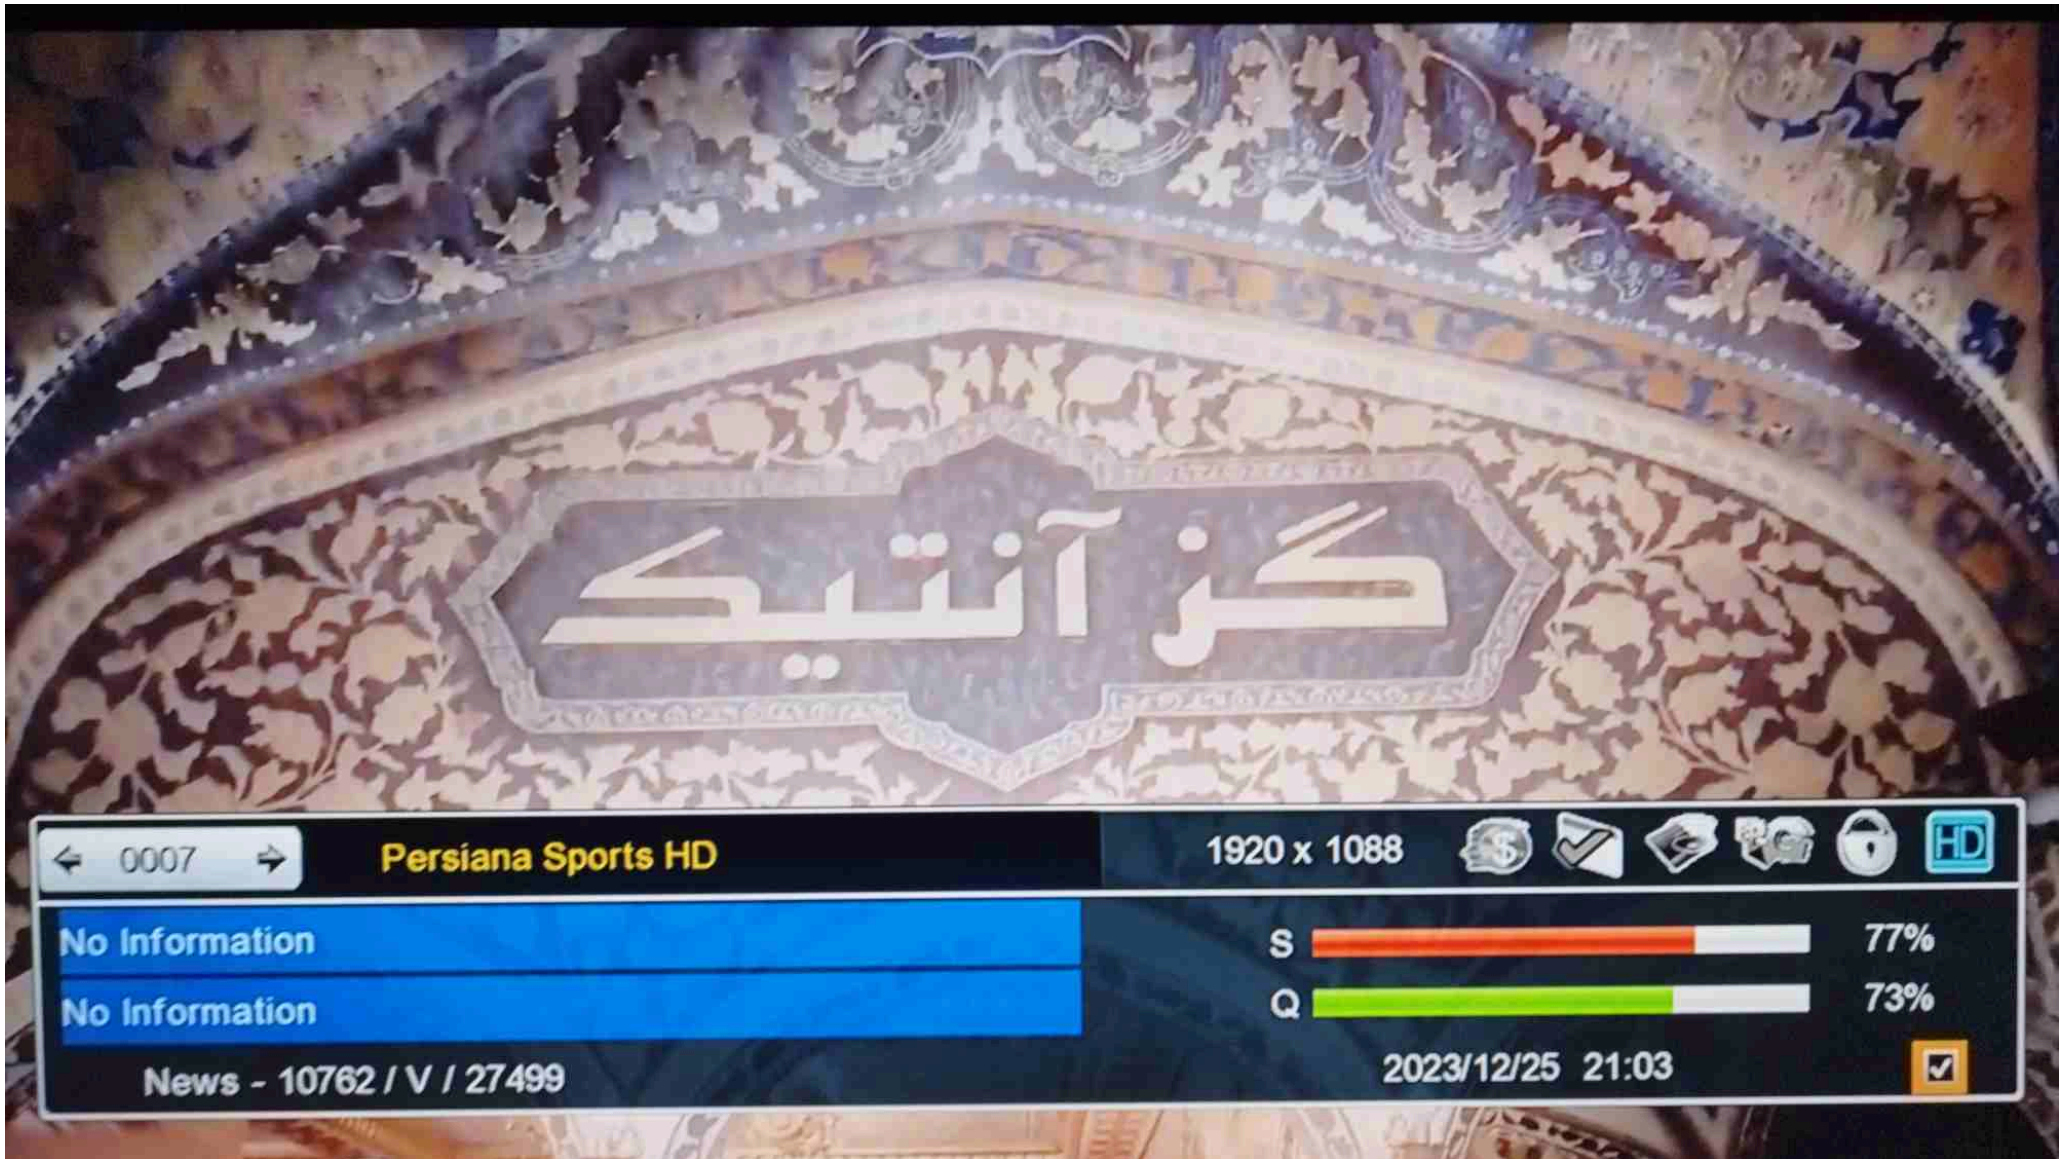 گز آنتیک
0007 Persiana Sports HD 1920 x 1088 HD
No Information S 77%
No Information Q 73%
News - 10762 / V / 27499 2023/12/25 21:03